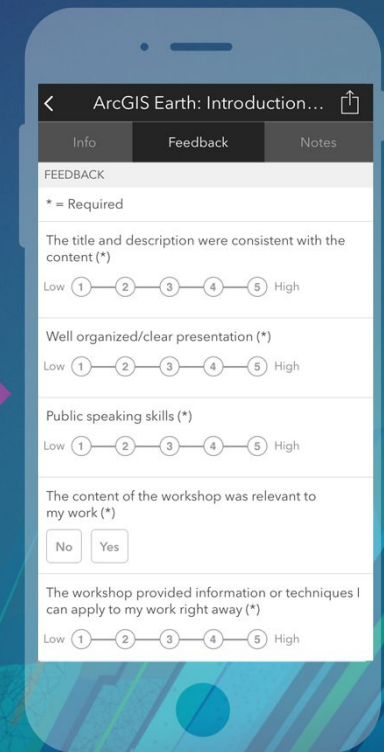 ArcGIS Earth: Introduction...
Info Feedback Notes
FEEDBACK
* = Required
The title and description were consistent with the
content (*)
Low 1 2 3 4 5 High
Well organized/clear presentation (*)
Low 1 2 3 4 5 High
Public speaking skills (*)
Low 1 2 3 4 5 High
The content of the workshop was relevant to
my work (*)
No Yes
The workshop provided information or techniques I
can apply to my work right away (*)
Low 1 2 3 4 5 High